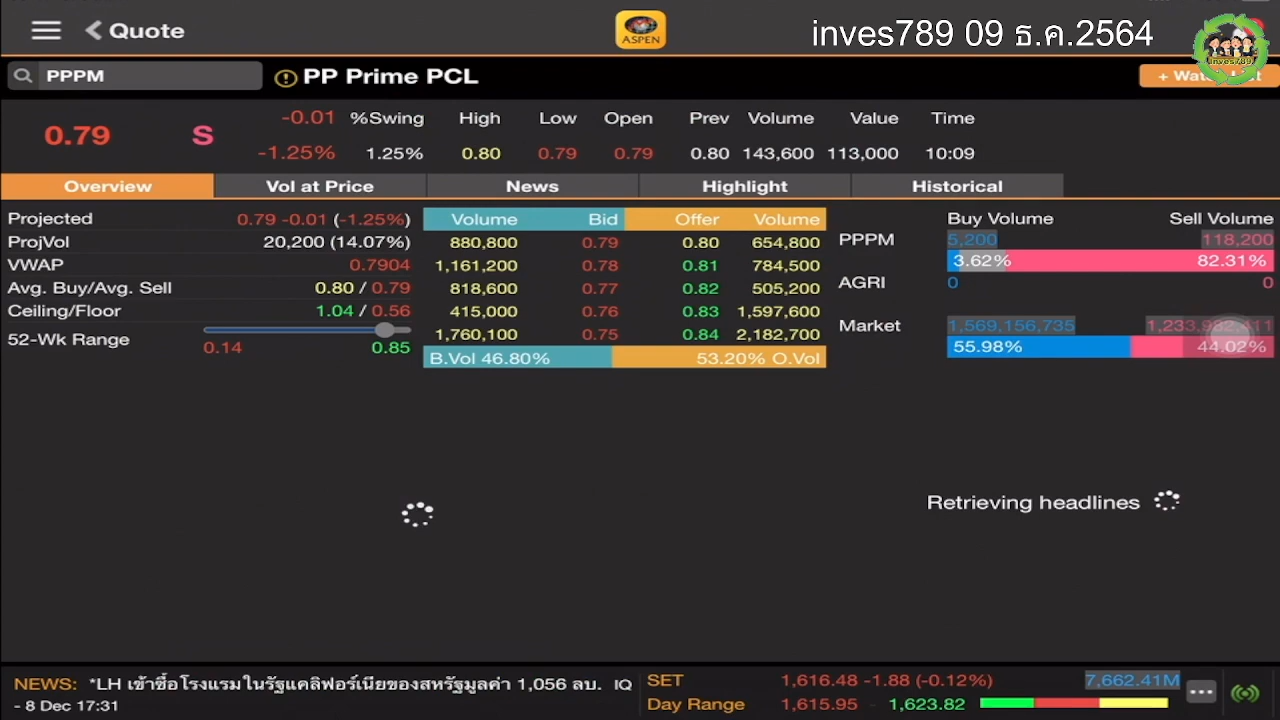 Quote
ASPEN
inves789 09 ธ.ค.2564
inves789
PPPM
PP Prime PCL
0.79 S
-0.01 %Swing High Low Open Prev Volume Value Time
-1.25% 1.25% 0.80 0.79 0.79 0.80 143,600 113,000 10:09
Overview Vol at Price News Highlight Historical
Projected 0.79 -0.01 (-1.25%)
ProjVol 20,200 (14.07%)
VWAP 0.7904
Avg. Buy/Avg. Sell 0.80 / 0.79
Ceiling/Floor 1.04 / 0.56
52-Wk Range
0.14 0.85
Volume Bid Offer Volume
880,800 0.79 0.80 654,800
1,161,200 0.78 0.81 784,500
818,600 0.77 0.82 505,200
415,000 0.76 0.83 1,597,600
1,760,100 0.75 0.84 2,182,700
B.Vol 46.80% 53.20% O.Vol
Buy Volume Sell Volume
PPPM 5,200 118,200
3.62% 82.31%
AGRI 0 0
Market 1,569,156,735
55.98% 44.02%
Retrieving headlines
NEWS: *LH เข้าซื้อโรงแรมในรัฐแคลิฟอร์เนียของสหรัฐมูลค่า 1,056 ลบ. IQ
- 8 Dec 17:31
SET 1,616.48 -1.88 (-0.12%) 7,662.41M
Day Range 1,615.95 - 1,623.82